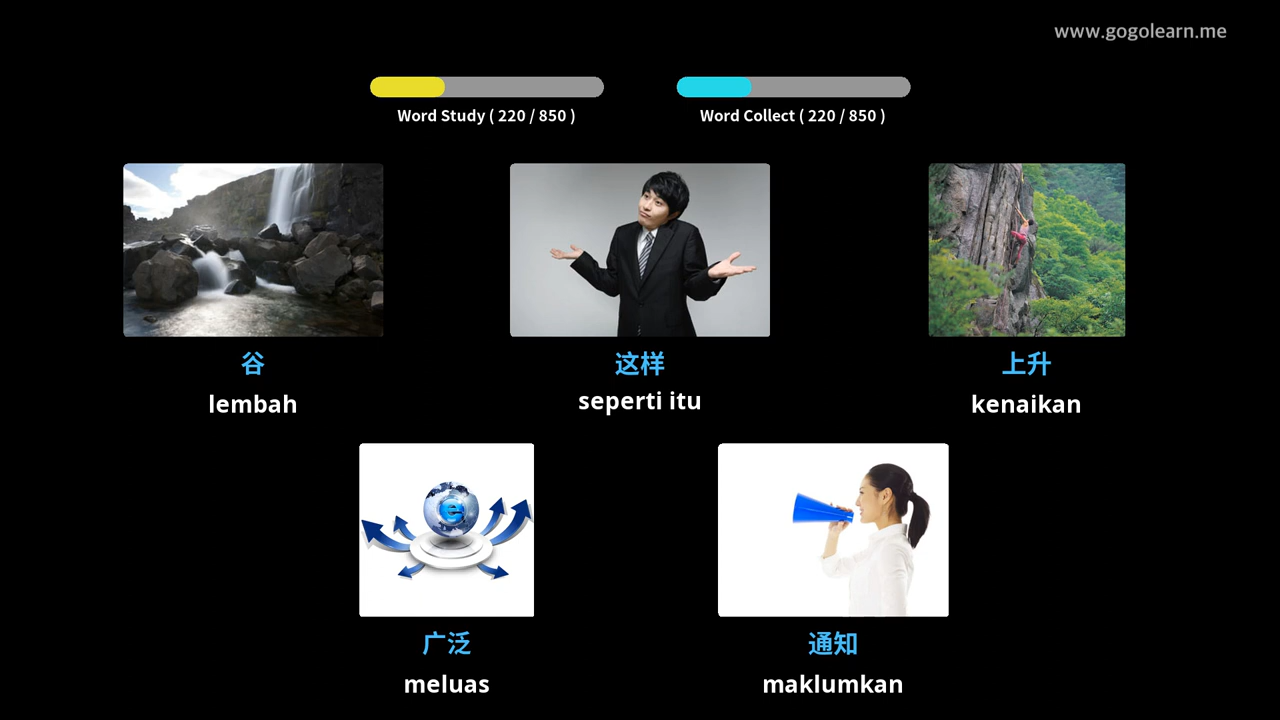 www.gogolearn.me
Word Study ( 220 / 850 )
Word Collect ( 220 / 850 )
谷
这样
上升
lembah
seperti itu
kenaikan
e
广泛
通知
meluas
maklumkan